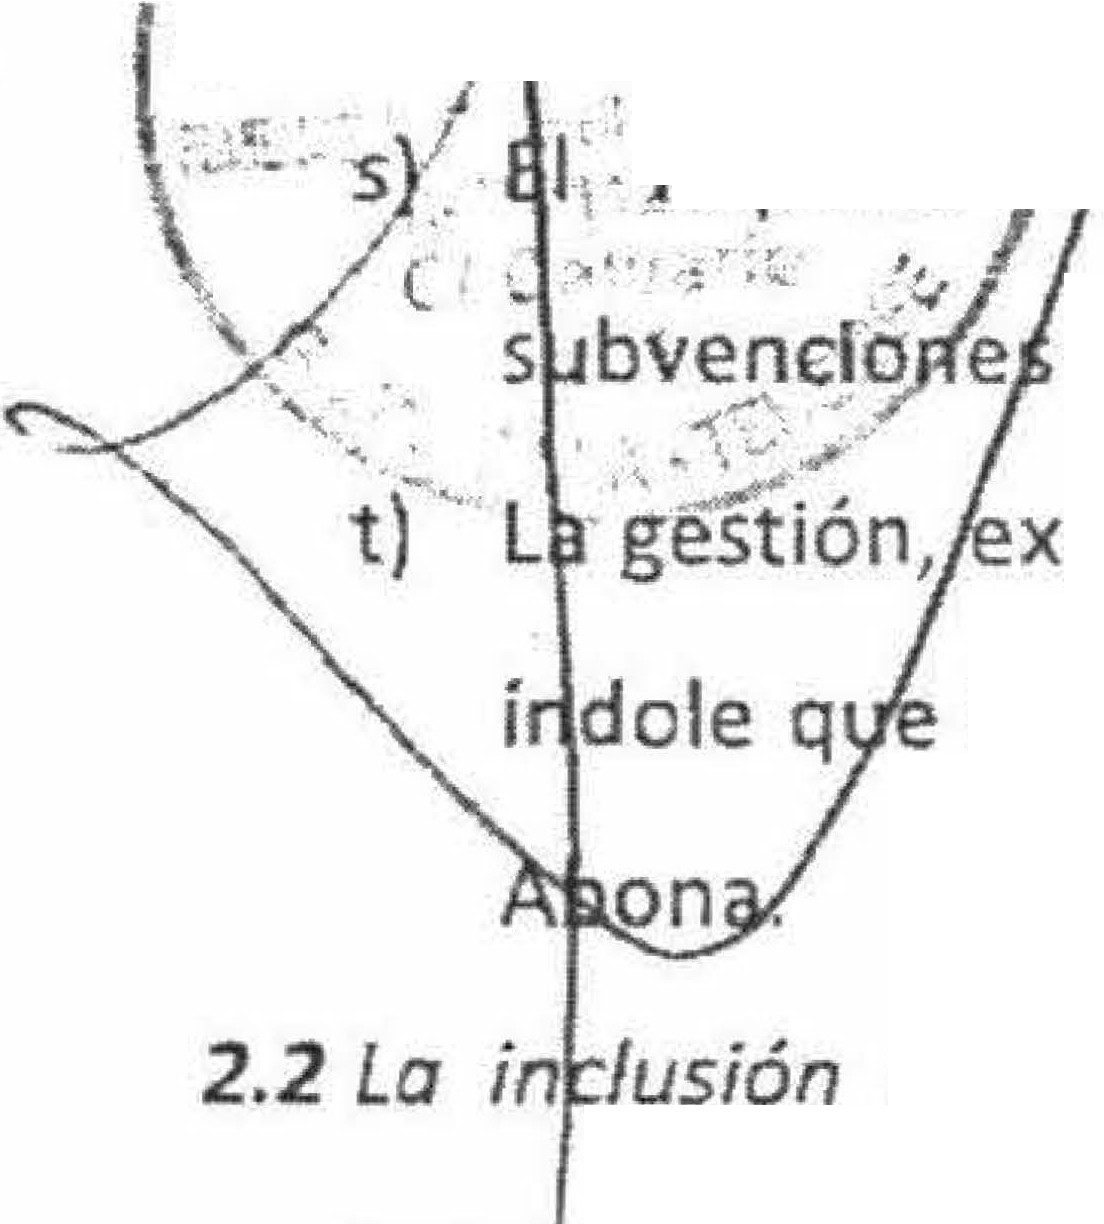 s) El
subvenciones
t) La gestión, ex
índole que
Abona.
2.2 La inclusión